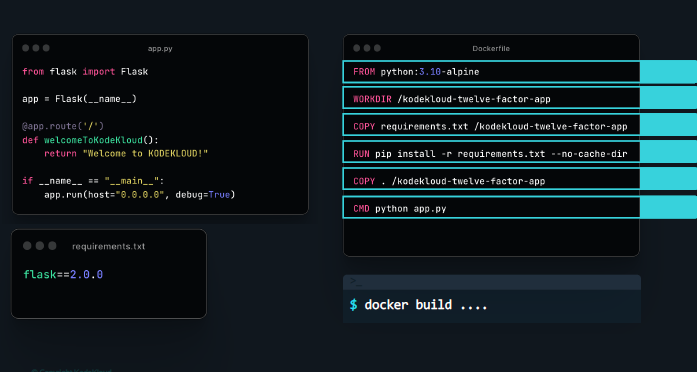 app.py
from flask import Flask
app = Flask(__name__)
@app.route('/')
def welcomeToKodeKloud():
    return "Welcome to KODEKLOUD!"
if __name__ == "__main__":
    app.run(host="0.0.0.0", debug=True)
requirements.txt
flask==2.0.0
Dockerfile
FROM python:3.10-alpine
WORKDIR /kodekloud-twelve-factor-app
COPY requirements.txt /kodekloud-twelve-factor-app
RUN pip install -r requirements.txt --no-cache-dir
COPY . /kodekloud-twelve-factor-app
CMD python app.py
>_
$ docker build ....